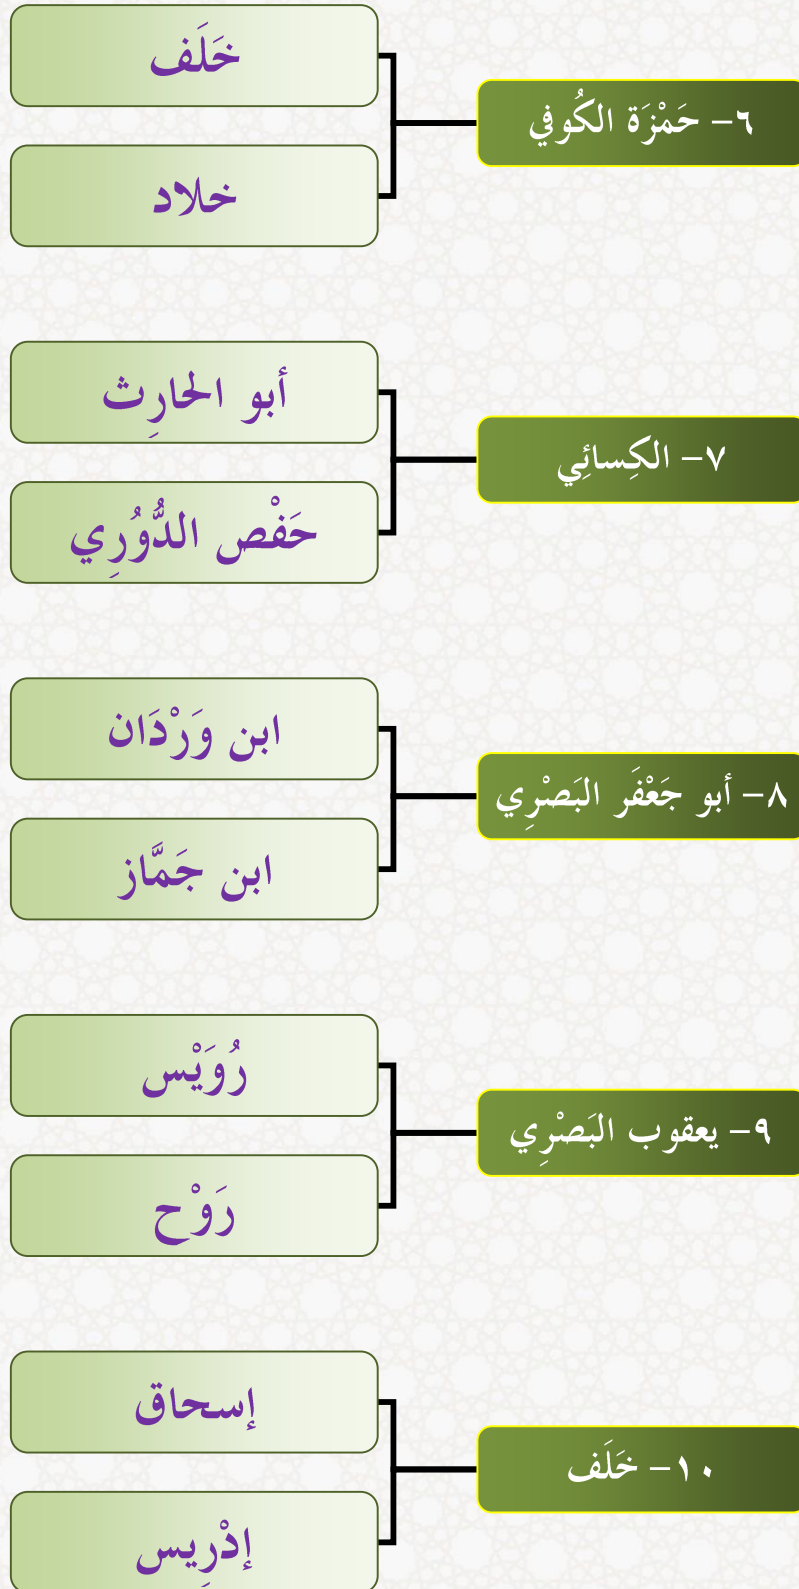 ٦- حَمْزَة الكُوفي
خَلَف
خلاد
٧- الكِسائِي
أبو الحارِث
حَفْص الدُّورُِي
٨- أبو جَعْفَر البَصْرِي
ابن وَرْدَان
ابن جَمَّاز
٩- يعقوب البَصْرِي
رُوَيْس
رَوْح
١٠- خَلَف
إسحاق
إدْرِيس